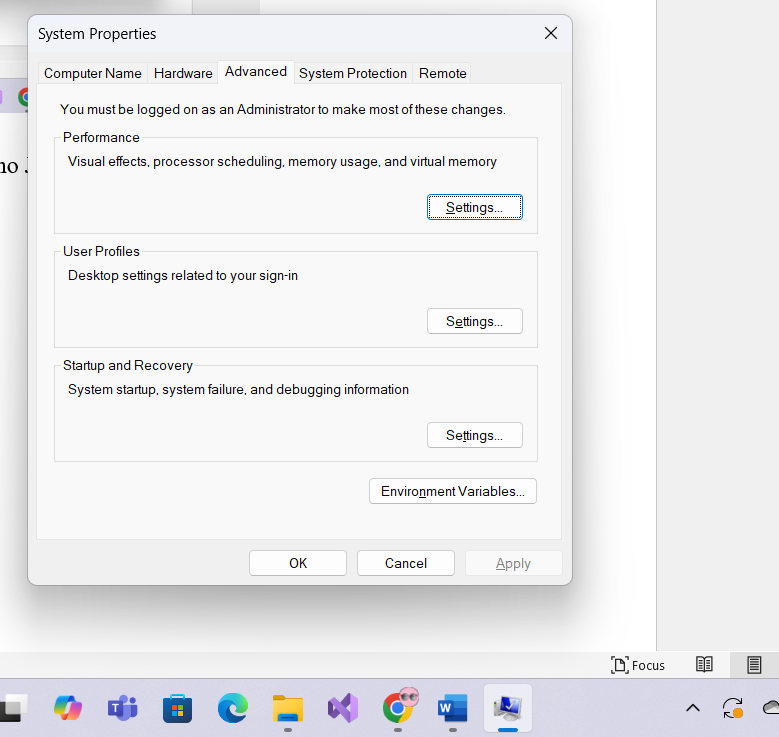 System Properties
Computer Name Hardware Advanced System Protection Remote
You must be logged on as an Administrator to make most of these changes.
Performance
Visual effects, processor scheduling, memory usage, and virtual memory
Settings...
User Profiles
Desktop settings related to your sign-in
Settings...
Startup and Recovery
System startup, system failure, and debugging information
Settings...
Environment Variables...
OK Cancel Apply
Focus